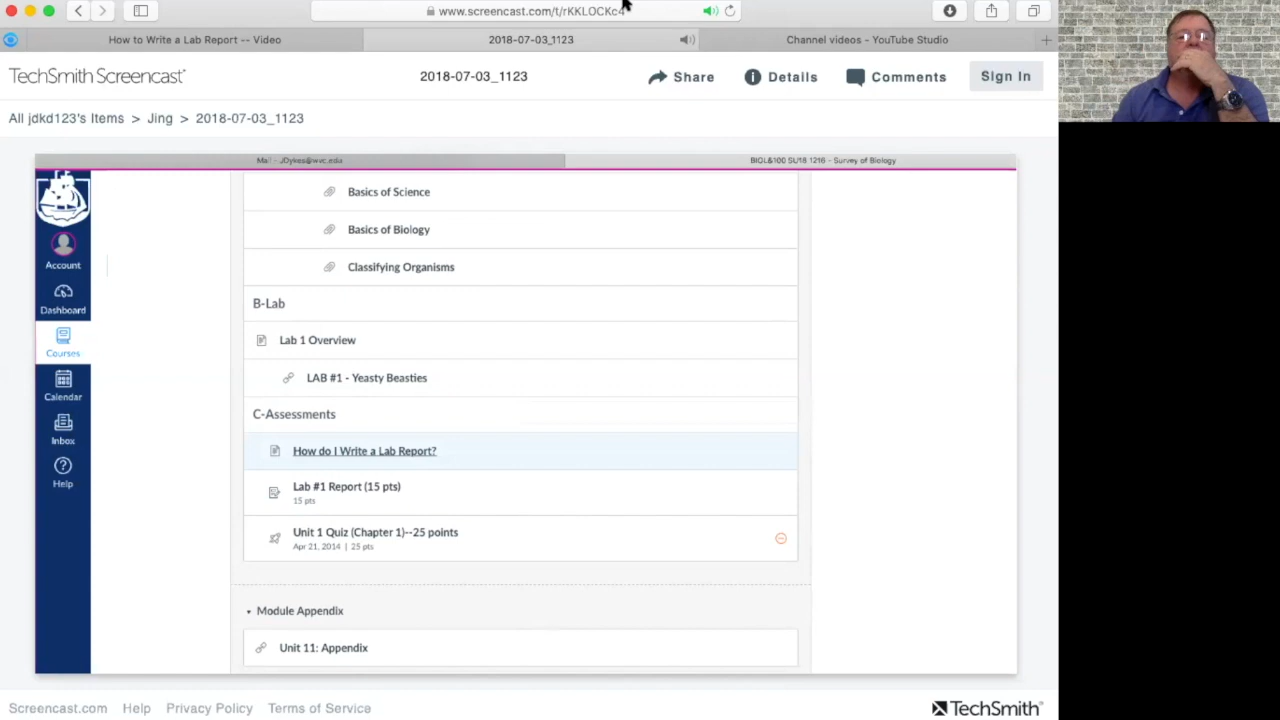 www.screencast.com/t/rKKLOCKc4
How to Write a Lab Report -- Video
2018-07-03_1123
Channel videos - YouTube Studio
TechSmith Screencast
2018-07-03_1123
Share
Details
Comments
Sign In
All jdkd123's Items > Jing > 2018-07-03_1123
Mail - JDykes@wvc.edu
BIOL&100 SU18 1216 - Survey of Biology
Account
Dashboard
Courses
Calendar
Inbox
Help
Basics of Science
Basics of Biology
Classifying Organisms
B-Lab
Lab 1 Overview
LAB #1 - Yeasty Beasties
C-Assessments
How do I Write a Lab Report?
Lab #1 Report (15 pts)
15 pts
Unit 1 Quiz (Chapter 1)--25 points
Apr 21, 2014 | 25 pts
Module Appendix
Unit 11: Appendix
Screencast.com Help Privacy Policy Terms of Service
TechSmith